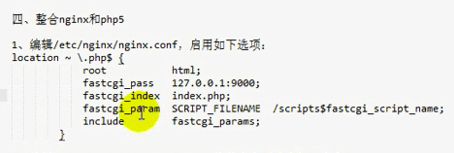 四、整合nginx和php5
1、编辑/etc/nginx/nginx.conf，启用如下选项：
location ~ \.php$ {
root html;
fastcgi_pass 127.0.0.1:9000;
fastcgi_index index.php;
fastcgi_param SCRIPT_FILENAME /scripts$fastcgi_script_name;
include fastcgi_params;
}